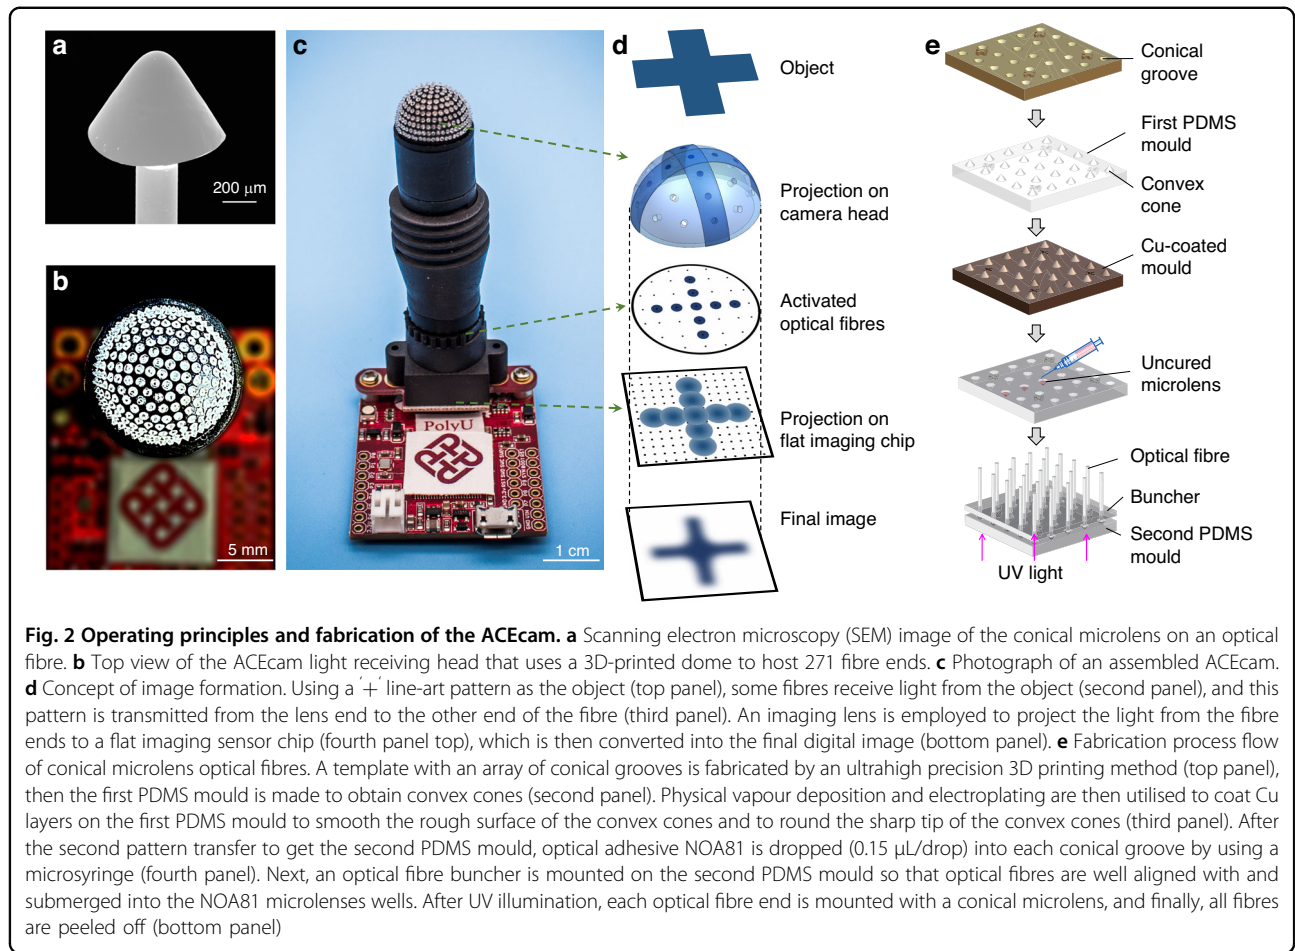 a
200 μm
b
5 mm
c
PolyU
1 cm
d
Object
Projection on
camera head
Activated
optical fibres
Projection on
flat imaging chip
Final image
e
Conical
groove
First PDMS
mould
Convex
cone
Cu-coated
mould
Uncured
microlens
Optical fibre
Buncher
Second PDMS
mould
UV light
Fig. 2 Operating principles and fabrication of the ACEcam. a Scanning electron microscopy (SEM) image of the conical microlens on an optical
fibre. b Top view of the ACEcam light receiving head that uses a 3D-printed dome to host 271 fibre ends. c Photograph of an assembled ACEcam.
d Concept of image formation. Using a ‘+’ line-art pattern as the object (top panel), some fibres receive light from the object (second panel), and this
pattern is transmitted from the lens end to the other end of the fibre (third panel). An imaging lens is employed to project the light from the fibre
ends to a flat imaging sensor chip (fourth panel top), which is then converted into the final digital image (bottom panel). e Fabrication process flow
of conical microlens optical fibres. A template with an array of conical grooves is fabricated by an ultrahigh precision 3D printing method (top panel),
then the first PDMS mould is made to obtain convex cones (second panel). Physical vapour deposition and electroplating are then utilised to coat Cu
layers on the first PDMS mould to smooth the rough surface of the convex cones and to round the sharp tip of the convex cones (third panel). After
the second pattern transfer to get the second PDMS mould, optical adhesive NOA81 is dropped (0.15 μL/drop) into each conical groove by using a
microsyringe (fourth panel). Next, an optical fibre buncher is mounted on the second PDMS mould so that optical fibres are well aligned with and
submerged into the NOA81 microlenses wells. After UV illumination, each optical fibre end is mounted with a conical microlens, and finally, all fibres
are peeled off (bottom panel)